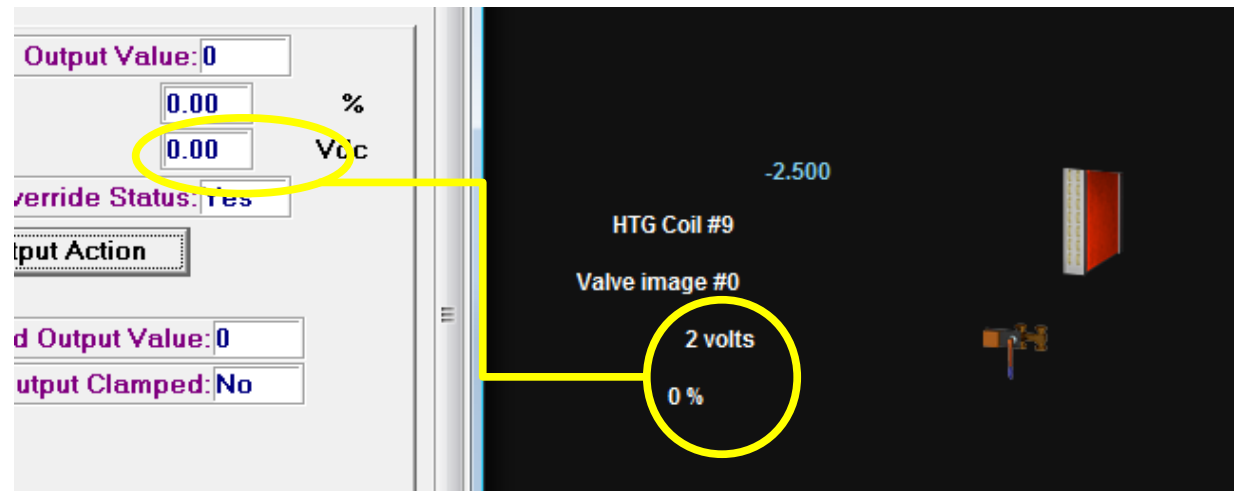 Output Value: 0
0.00 %
0.00 Vdc
verride Status: Yes
tput Action
d Output Value: 0
utput Clamped: No
-2.500
HTG Coil #9
Valve image #0
2 volts
0 %